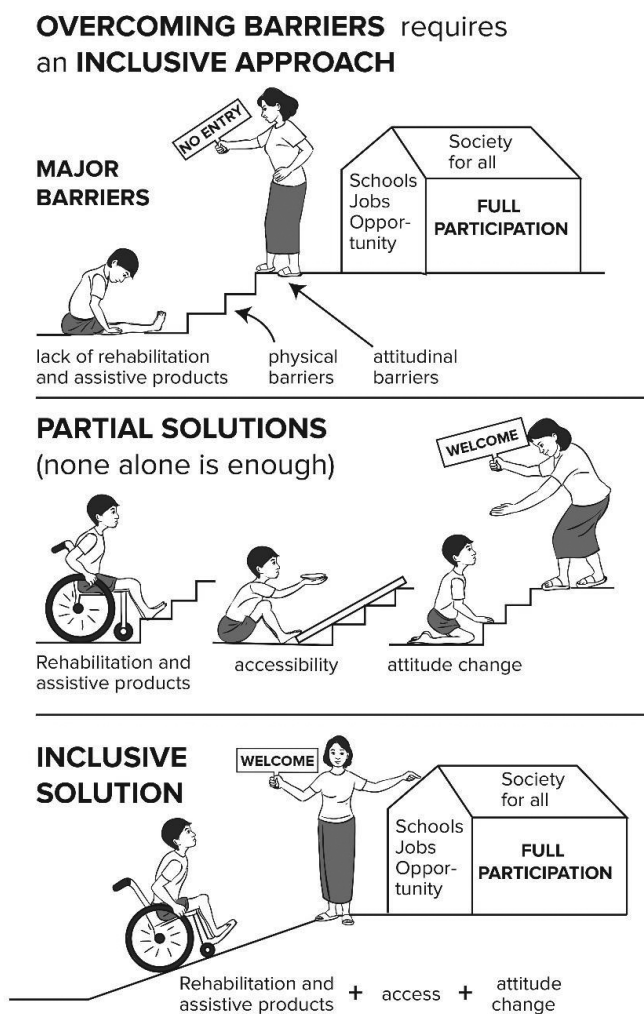 OVERCOMING BARRIERS requires
an INCLUSIVE APPROACH
NO ENTRY
MAJOR
BARRIERS
Society
for all
Schools
Jobs
Oppor-
tunity
FULL
PARTICIPATION
lack of rehabilitation
and assistive products
physical
barriers
attitudinal
barriers
PARTIAL SOLUTIONS
(none alone is enough)
WELCOME
Rehabilitation and
assistive products
accessibility
attitude change
INCLUSIVE
SOLUTION
WELCOME
Society
for all
Schools
Jobs
Oppor-
tunity
FULL
PARTICIPATION
Rehabilitation and
assistive products
+ access +
attitude
change